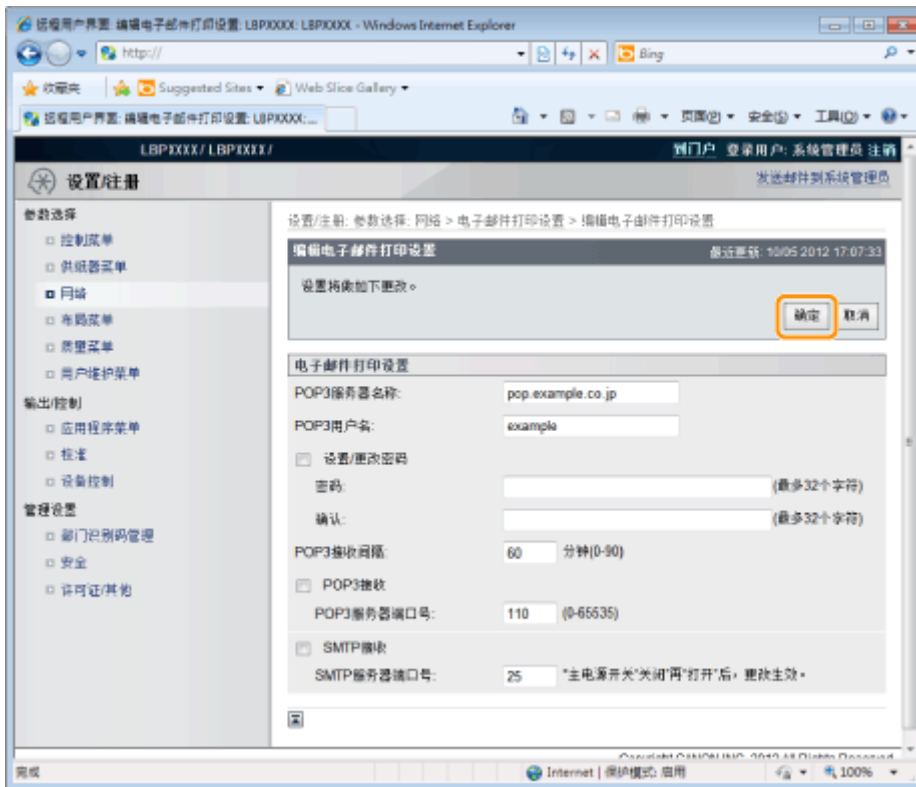 远程用户界面: 编辑电子邮件打印设置: LBPXXXX: LBPXXXX - Windows Internet Explorer
http://
Bing
收藏夹 Suggested Sites Web Slice Gallery
远程用户界面: 编辑电子邮件打印设置: LBPXXXX:... 页面(P) 安全(S) 工具(O)
LBPXXXX/ LBPXXXX/ 到门户 登录用户: 系统管理员 注销
设置/注册 发送邮件到系统管理员
参数选择
控制菜单
供纸器菜单
网络
布局菜单
质量菜单
用户维护菜单
输出/控制
应用程序菜单
校准
设备控制
管理设置
部门识别码管理
安全
许可证/其他
设置/注册: 参数选择: 网络 > 电子邮件打印设置 > 编辑电子邮件打印设置
编辑电子邮件打印设置 最近更新: 10/05 2012 17:07:33
设置将做如下更改。
确定 取消
电子邮件打印设置
POP3服务器名称: pop.example.co.jp
POP3用户名: example
设置/更改密码
密码: (最多32个字符)
确认: (最多32个字符)
POP3接收间隔: 60 分钟(0-90)
POP3接收
POP3服务器端口号: 110 (0-65535)
SMTP接收
SMTP服务器端口号: 25 "主电源开关"关闭"再"打开"后，更改生效。
Copyright CANON INC. 2012 All Rights Reserved
完成 Internet | 保护模式: 启用 100%